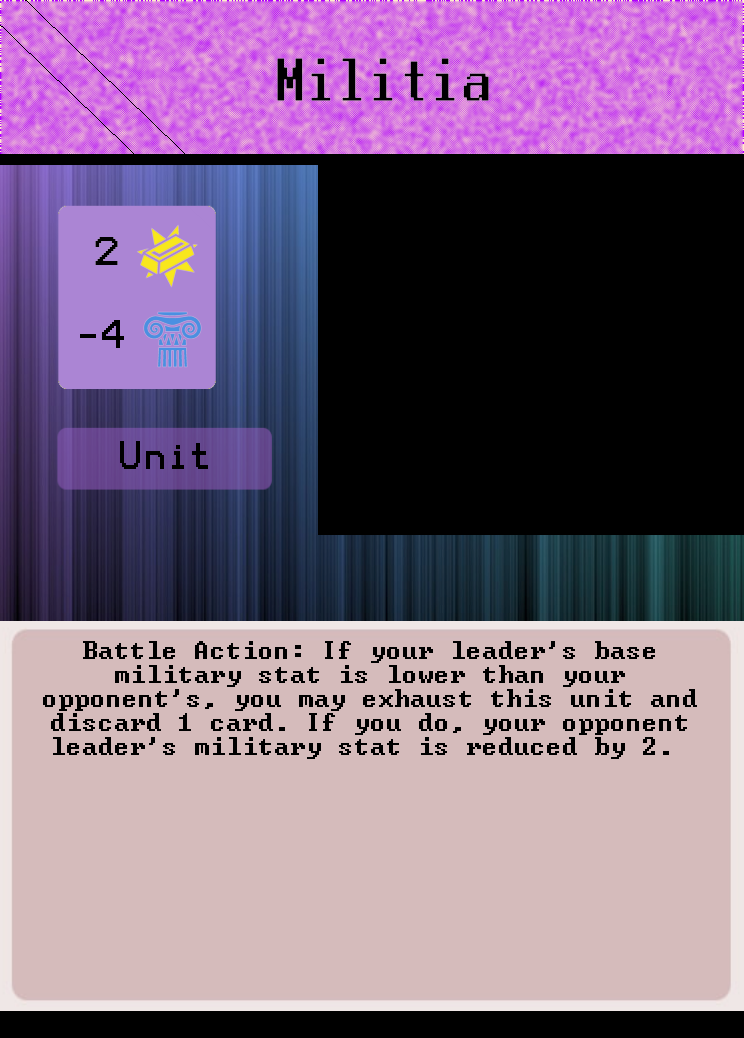 Militia
2
-4
Unit
Battle Action: If your leader's base
military stat is lower than your
opponent's, you may exhaust this unit and
discard 1 card. If you do, your opponent
leader's military stat is reduced by 2.